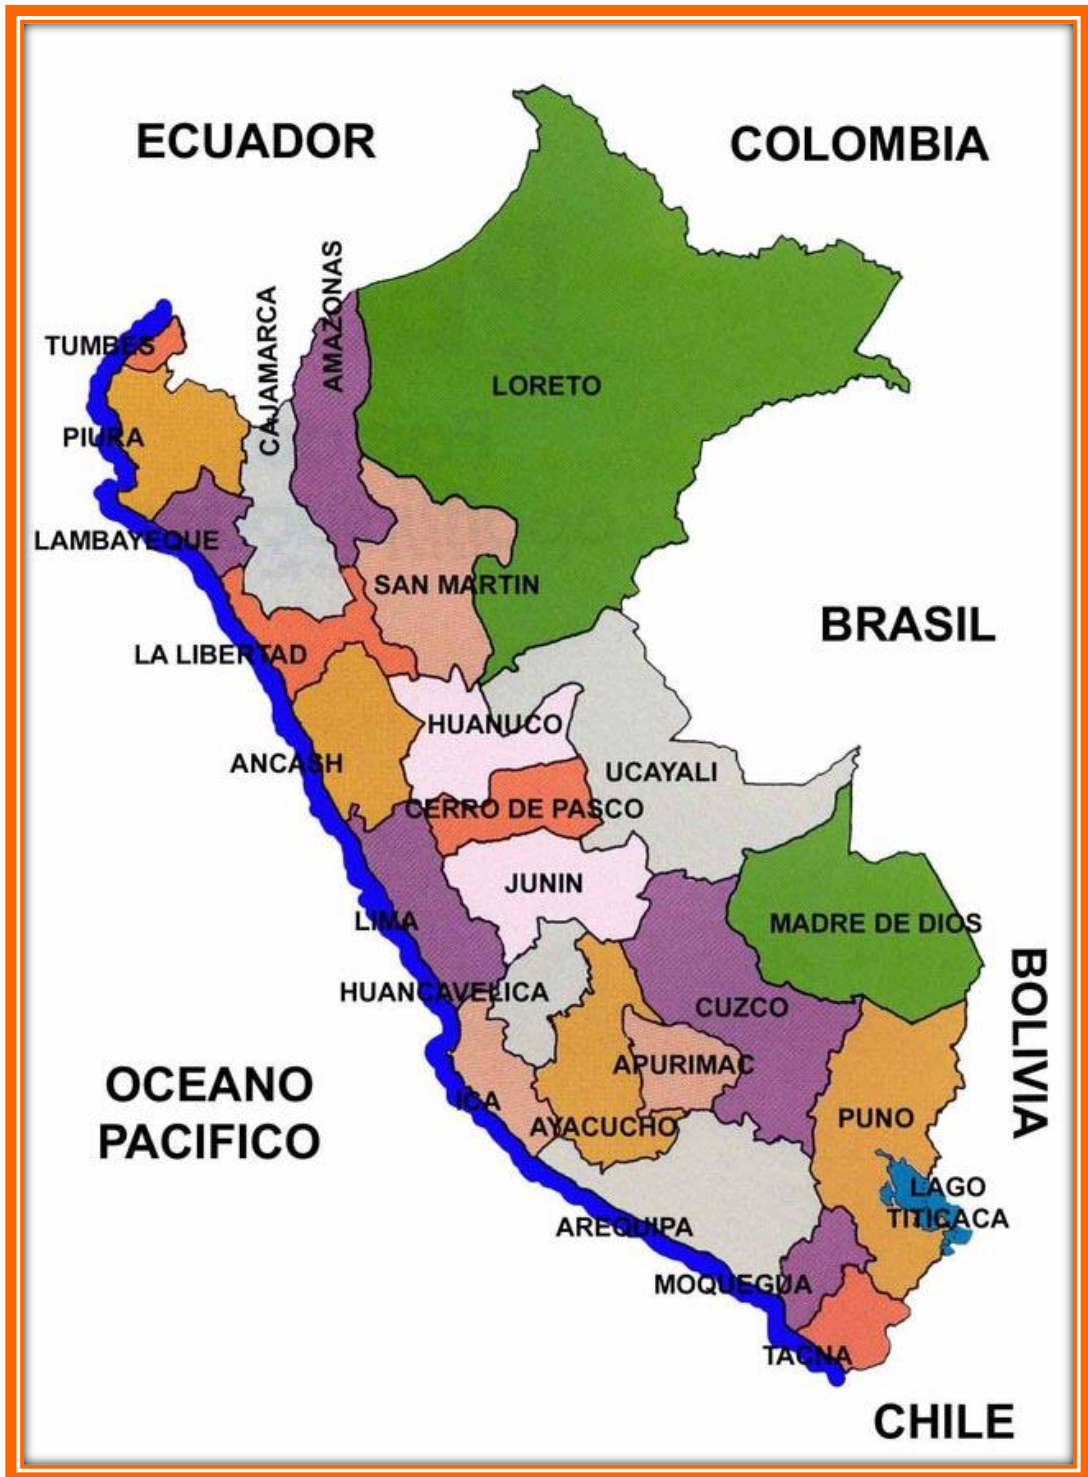 ECUADOR
COLOMBIA
AMAZONAS
CAJAMARCA
TUMBES
LORETO
PIURA
LAMBAYEQUE
SAN MARTIN
BRASIL
LA LIBERTAD
HUANUCO
ANCASH
UCAYALI
CERRO DE PASCO
JUNIN
LIMA
MADRE DE DIOS
HUANCAVELICA
CUZCO
BOLIVIA
APURIMAC
OCEANO
PACIFICO
ICA
AYACUCHO
PUNO
LAGO
TITICACA
AREQUIPA
MOQUEGUA
TACNA
CHILE